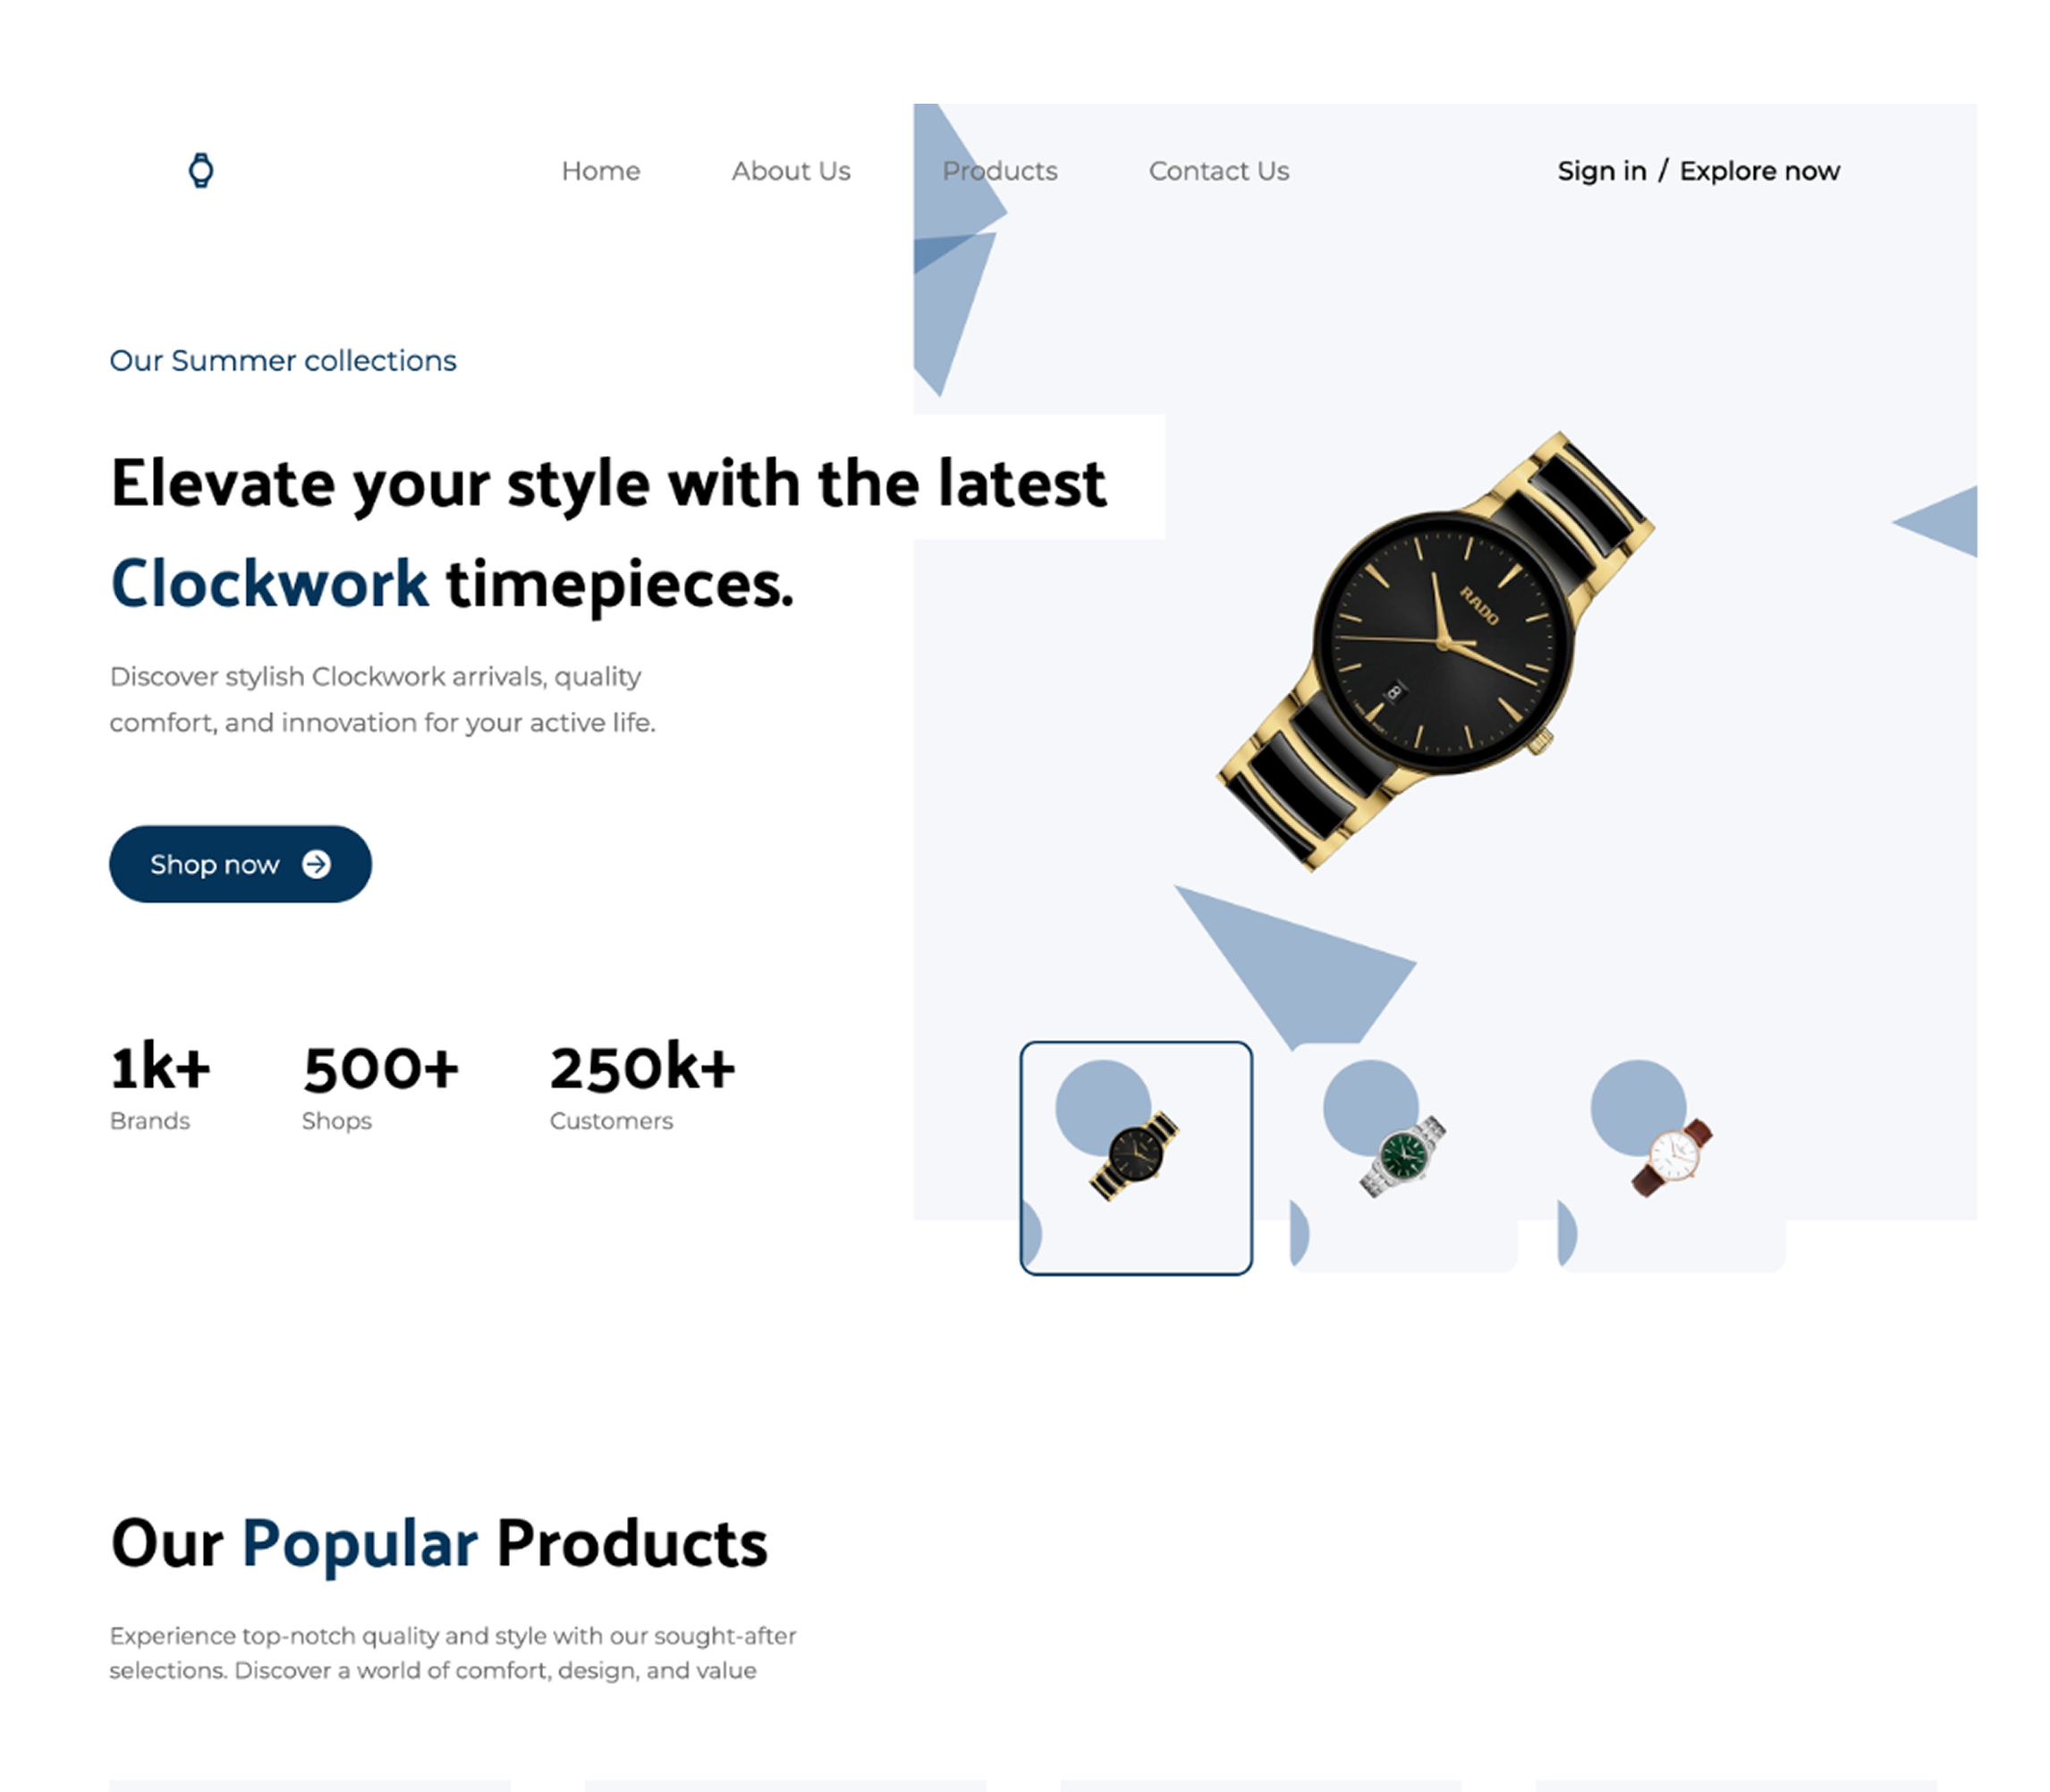 Home About Us Products Contact Us Sign in / Explore now
Our Summer collections
Elevate your style with the latest
Clockwork timepieces.
Discover stylish Clockwork arrivals, quality
comfort, and innovation for your active life.
Shop now
RADO
8
1k+ 500+ 250k+
Brands Shops Customers
Our Popular Products
Experience top-notch quality and style with our sought-after
selections. Discover a world of comfort, design, and value